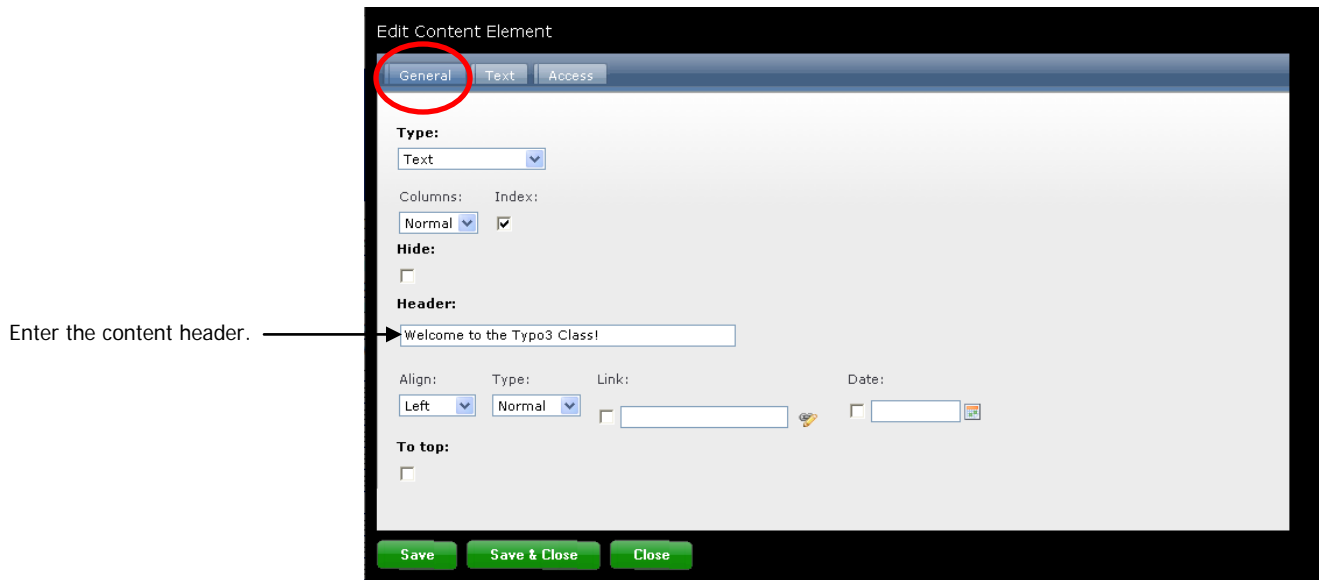 Edit Content Element
General Text Access
Type:
Text
Columns: Index:
Normal
Hide:
Header:
Enter the content header.
Welcome to the Typo3 Class!
Align: Type: Link: Date:
Left Normal
To top:
Save Save & Close Close